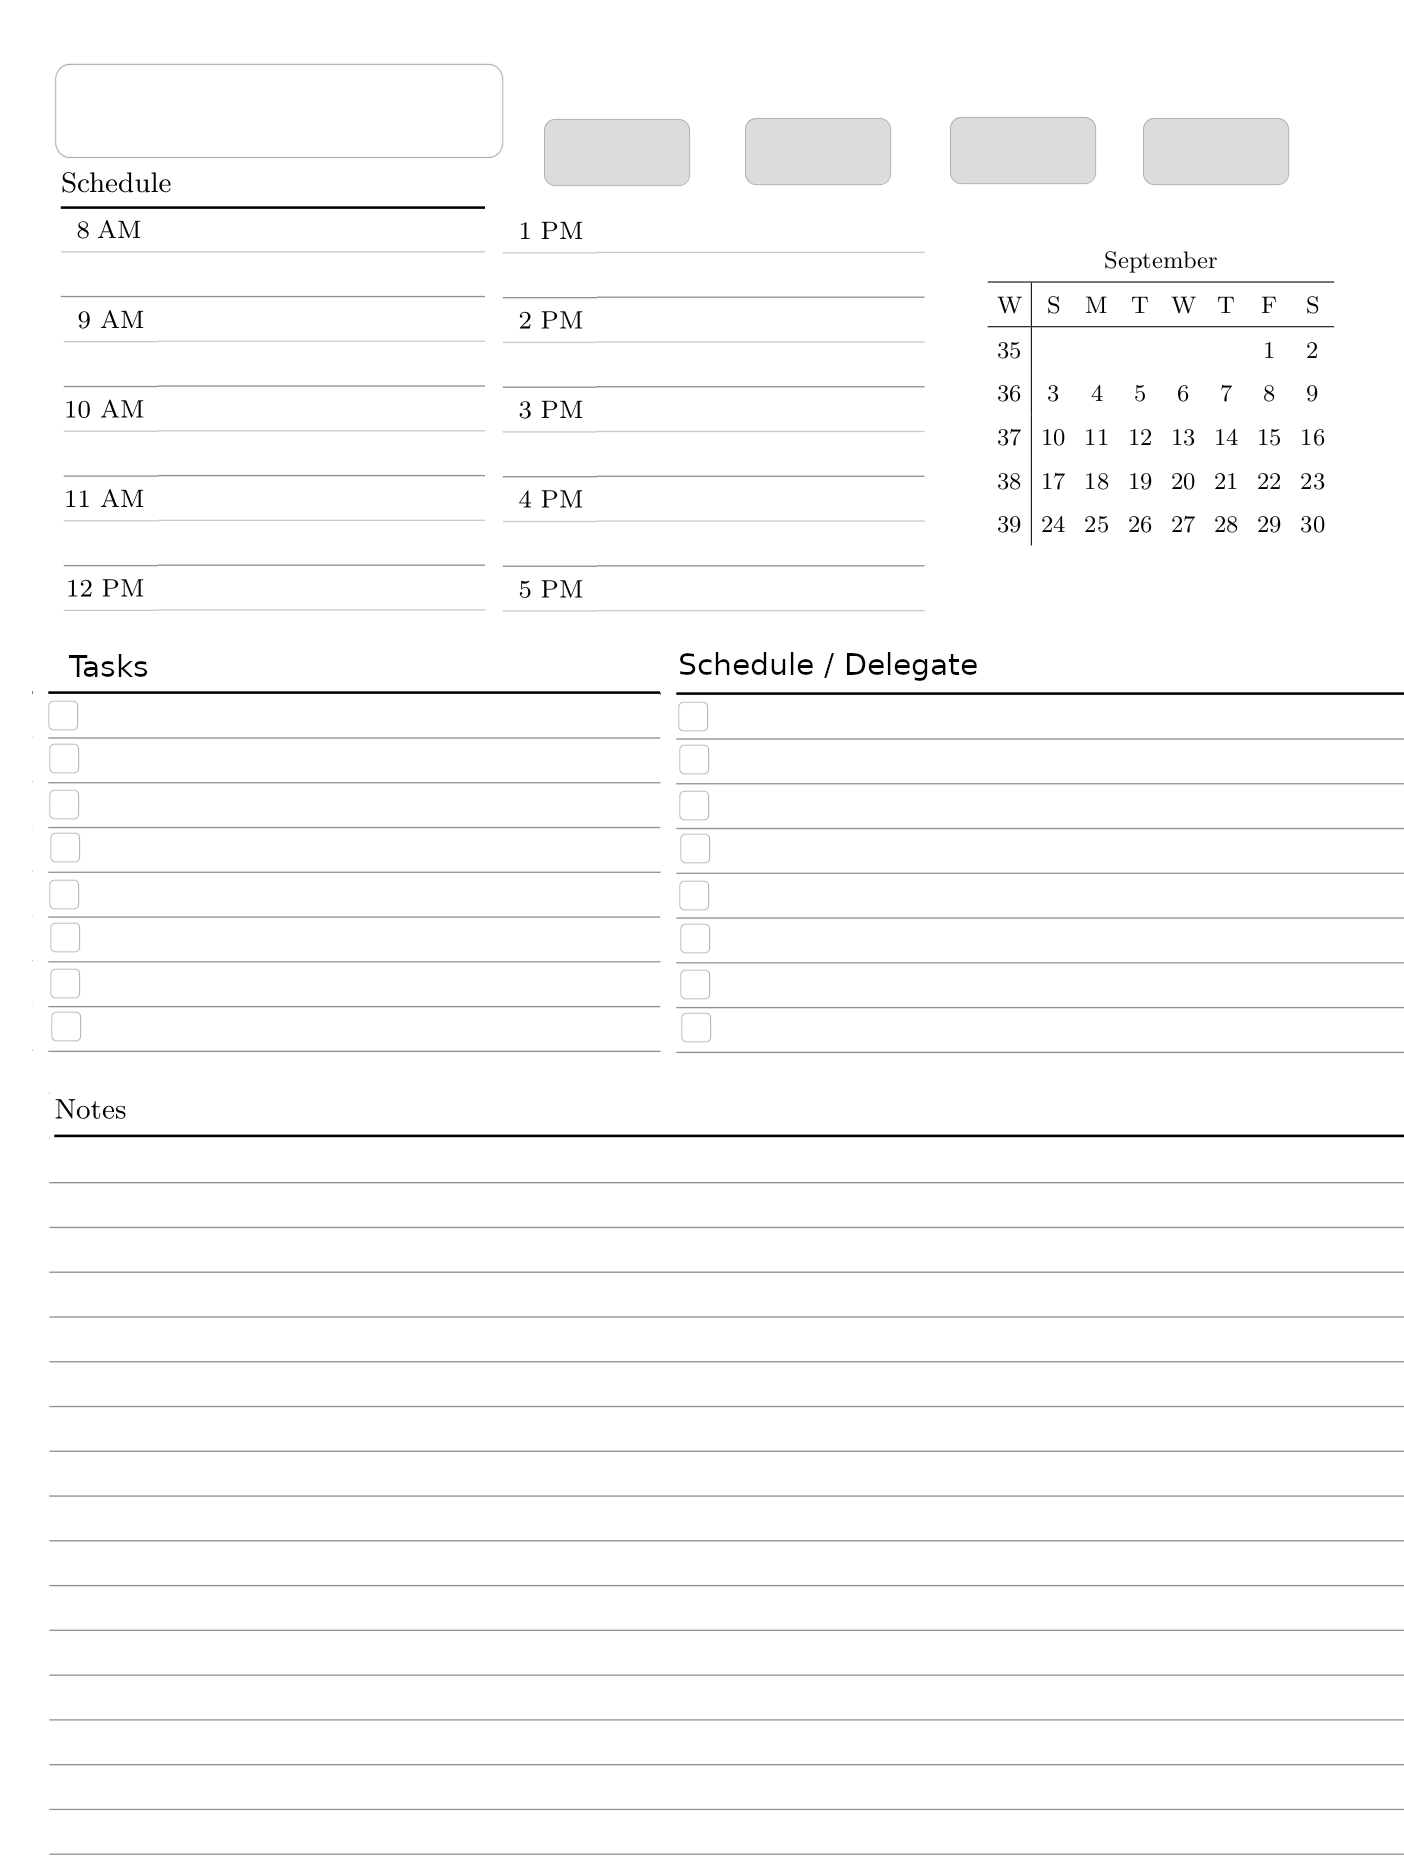 Schedule
8 AM
9 AM
10 AM
11 AM
12 PM
1 PM
2 PM
3 PM
4 PM
5 PM
September
W S M T W T F S
35 1 2
36 3 4 5 6 7 8 9
37 10 11 12 13 14 15 16
38 17 18 19 20 21 22 23
39 24 25 26 27 28 29 30
Tasks
Schedule / Delegate
Notes